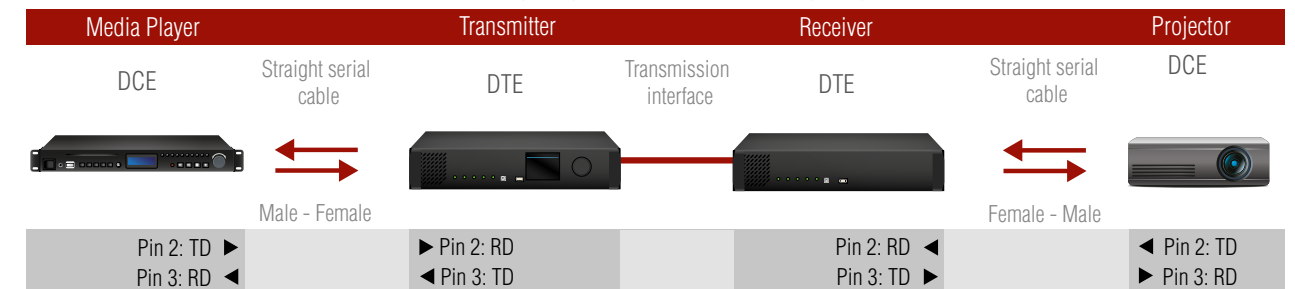 Media Player Transmitter Receiver Projector
DCE Straight serial cable DTE Transmission interface DTE Straight serial cable DCE
Male - Female Female - Male
Pin 2: TD ▶ ▶ Pin 2: RD Pin 2: RD ◀ ◀ Pin 2: TD
Pin 3: RD ◀ ◀ Pin 3: TD Pin 3: TD ▶ ▶ Pin 3: RD